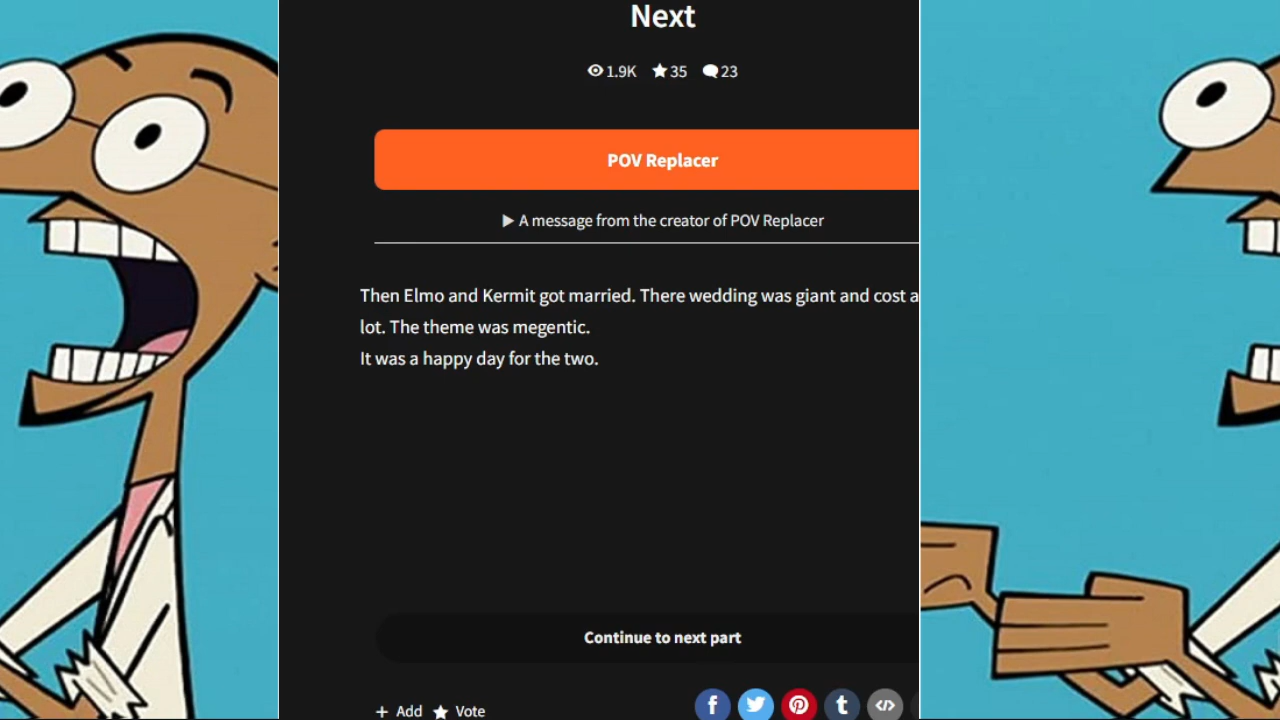 Next
1.9K 35 23
POV Replacer
▶ A message from the creator of POV Replacer
Then Elmo and Kermit got married. There wedding was giant and cost a
lot. The theme was megentic.
It was a happy day for the two.
Continue to next part
+ Add ★ Vote